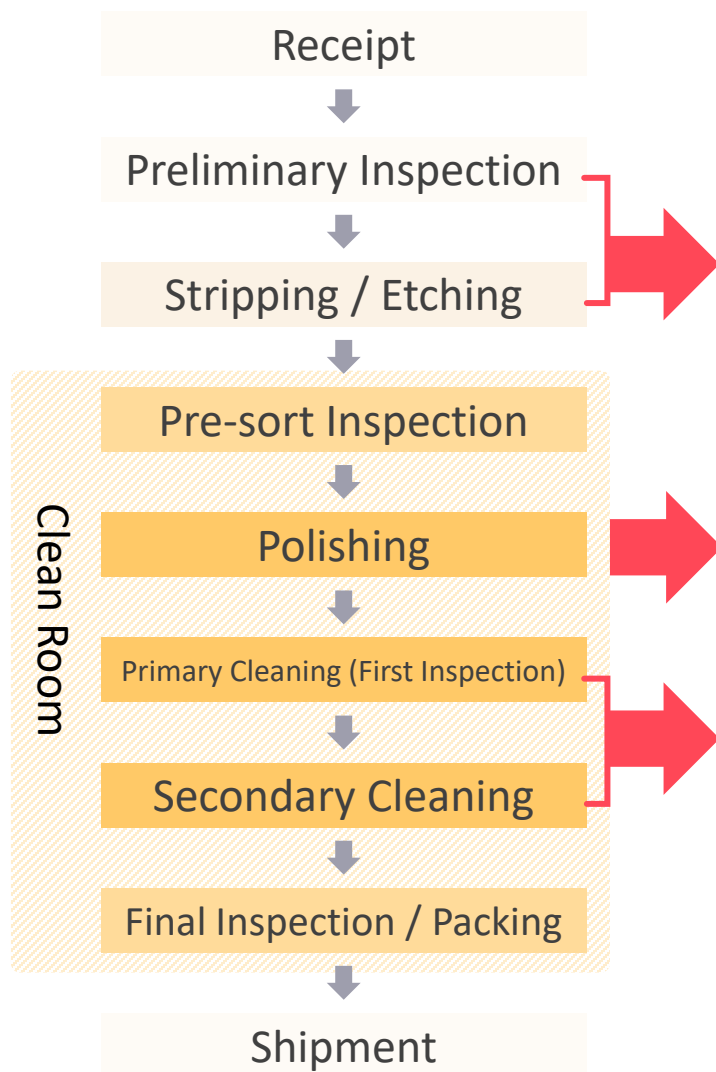 Receipt
Preliminary Inspection
Stripping / Etching
Pre-sort Inspection
Clean Room
Polishing
Primary Cleaning (First Inspection)
Secondary Cleaning
Final Inspection / Packing
Shipment